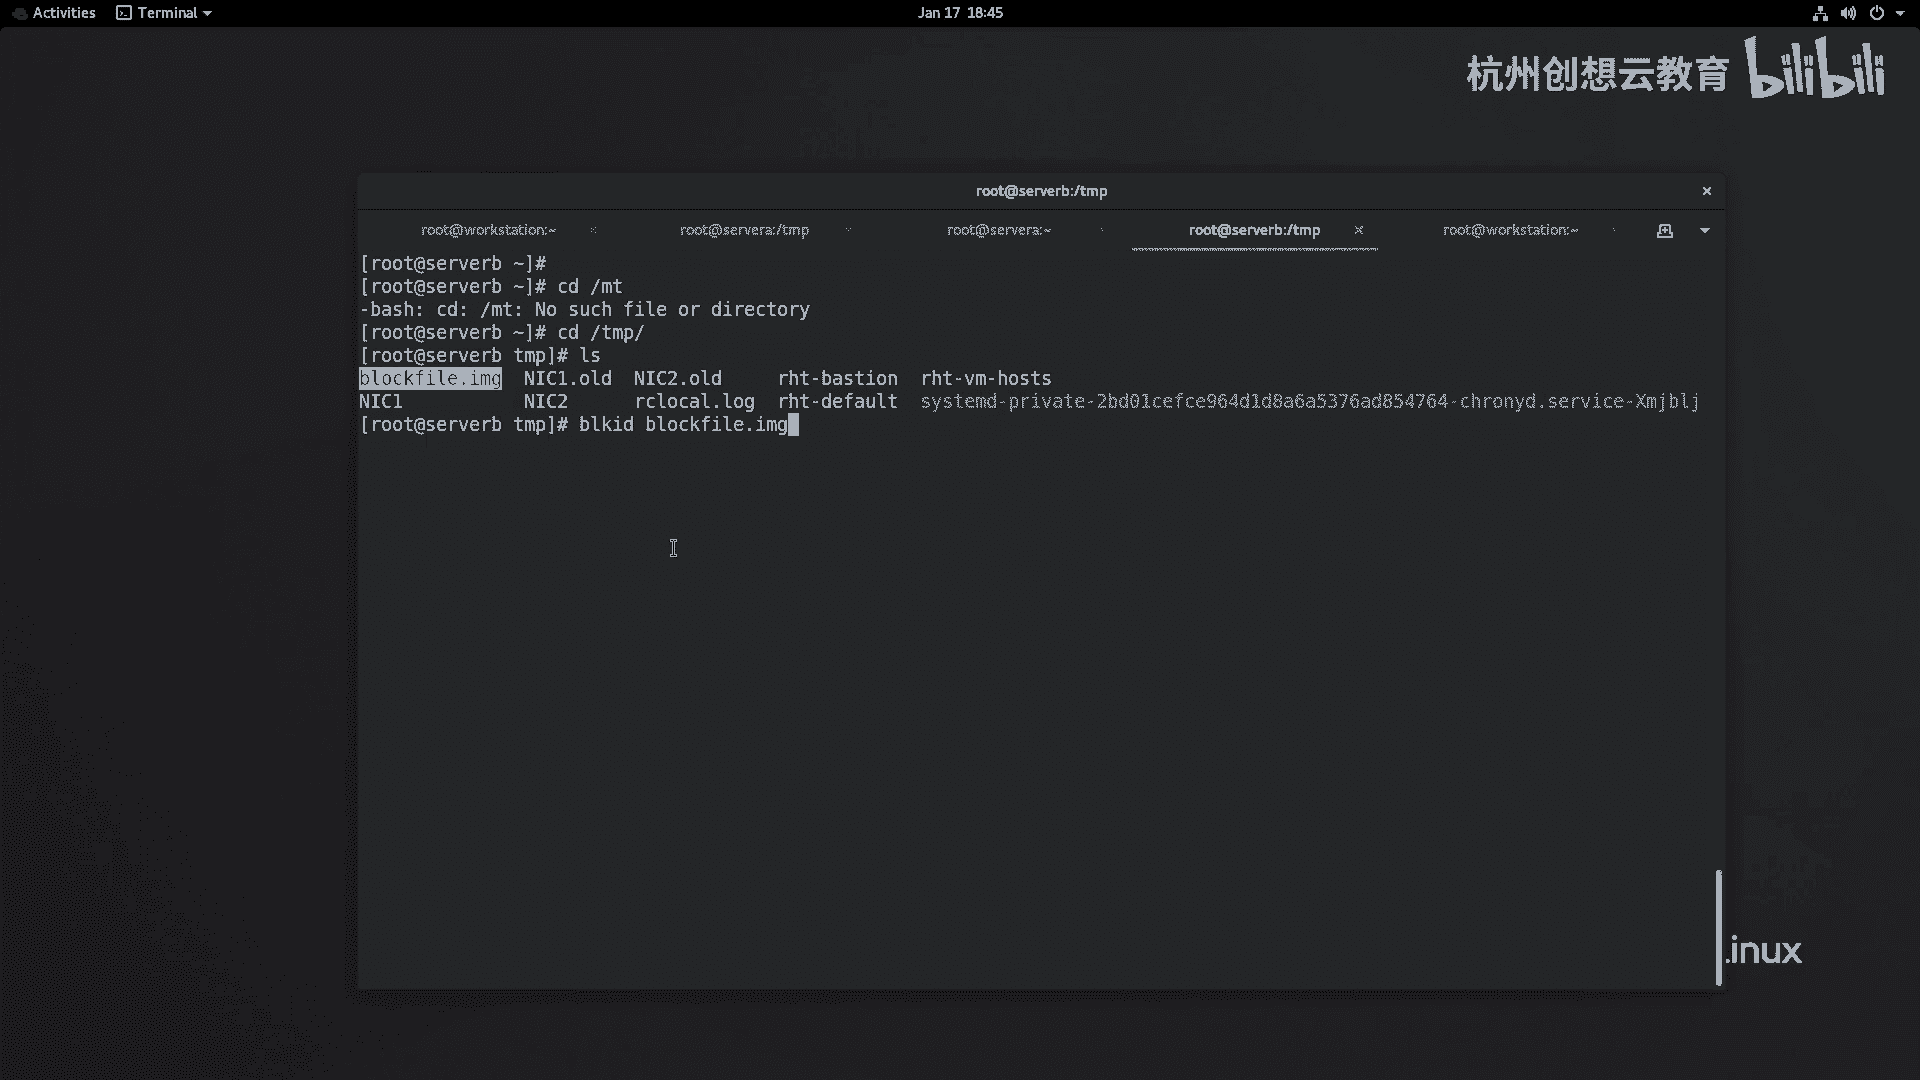 Activities Terminal Jan 17 18:45
杭州创想云教育 bilibili
root@serverb:/tmp
root@workstation:~ root@servera:/tmp root@servera:~ root@serverb:/tmp root@workstation:~
[root@serverb ~]#
[root@serverb ~]# cd /mt
-bash: cd: /mt: No such file or directory
[root@serverb ~]# cd /tmp/
[root@serverb tmp]# ls
blockfile.img NIC1.old NIC2.old rht-bastion rht-vm-hosts
NIC1 NIC2 rclocal.log rht-default systemd-private-2bd01cefce964d1d8a6a5376ad854764-chronyd.service-Xmjblj
[root@serverb tmp]# blkid blockfile.img
.inux